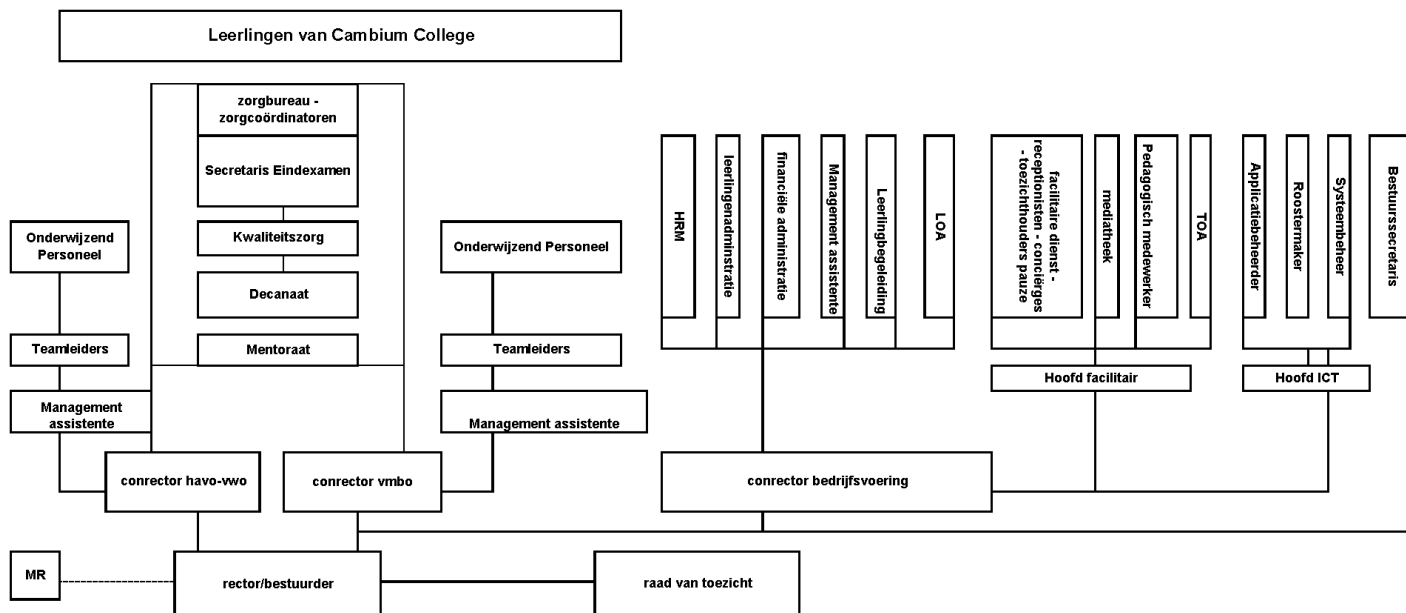 Leerlingen van Cambium College
zorgbureau -
zorgcoördinatoren
Secretaris Eindexamen
Kwaliteitszorg
Decanaat
Mentoraat
Onderwijzend
Personeel
Teamleiders
Management
assistente
Onderwijzend Personeel
Teamleiders
Management assistente
HRM
leerlingenadminstratie
financiële administratie
Management assistente
Leerlingbegeleiding
LOA
facilitaire dienst -
receptionisten - conciërges
- toezichthouders pauze
mediatheek
Pedagogisch medewerker
TOA
Applicatiebeheerder
Roostermaker
Systeembeheer
Bestuurssecretaris
Hoofd facilitair
Hoofd ICT
conrector havo-vwo
conrector vmbo
conrector bedrijfsvoering
MR
rector/bestuurder
raad van toezicht